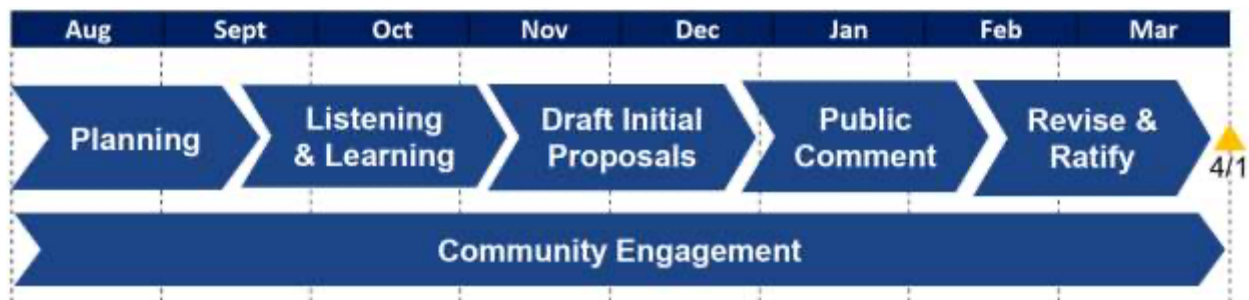 Aug Sept Oct Nov Dec Jan Feb Mar
Planning
Listening
& Learning
Draft Initial
Proposals
Public
Comment
Revise &
Ratify
4/1
Community Engagement